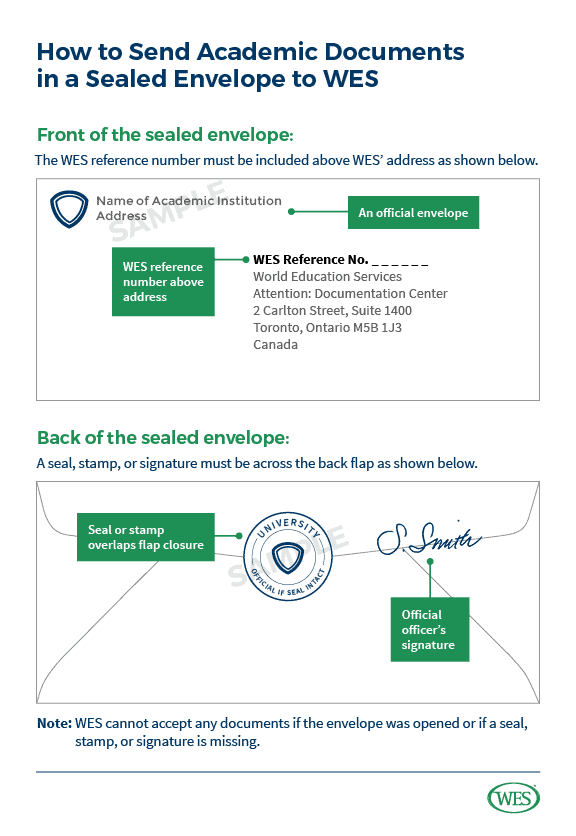 How to Send Academic Documents
in a Sealed Envelope to WES
Front of the sealed envelope:
The WES reference number must be included above WES’ address as shown below.
SAMPLE
Name of Academic Institution
Address
An official envelope
WES reference
number above
address
WES Reference No. _ _ _ _ _ _
World Education Services
Attention: Documentation Center
2 Carlton Street, Suite 1400
Toronto, Ontario M5B 1J3
Canada
Back of the sealed envelope:
A seal, stamp, or signature must be across the back flap as shown below.
Seal or stamp
overlaps flap closure
SAMPLE
UNIVERSITY
OFFICIAL IF SEAL INTACT
S. Smith
Official
officer’s
signature
Note: WES cannot accept any documents if the envelope was opened or if a seal,
stamp, or signature is missing.
WES